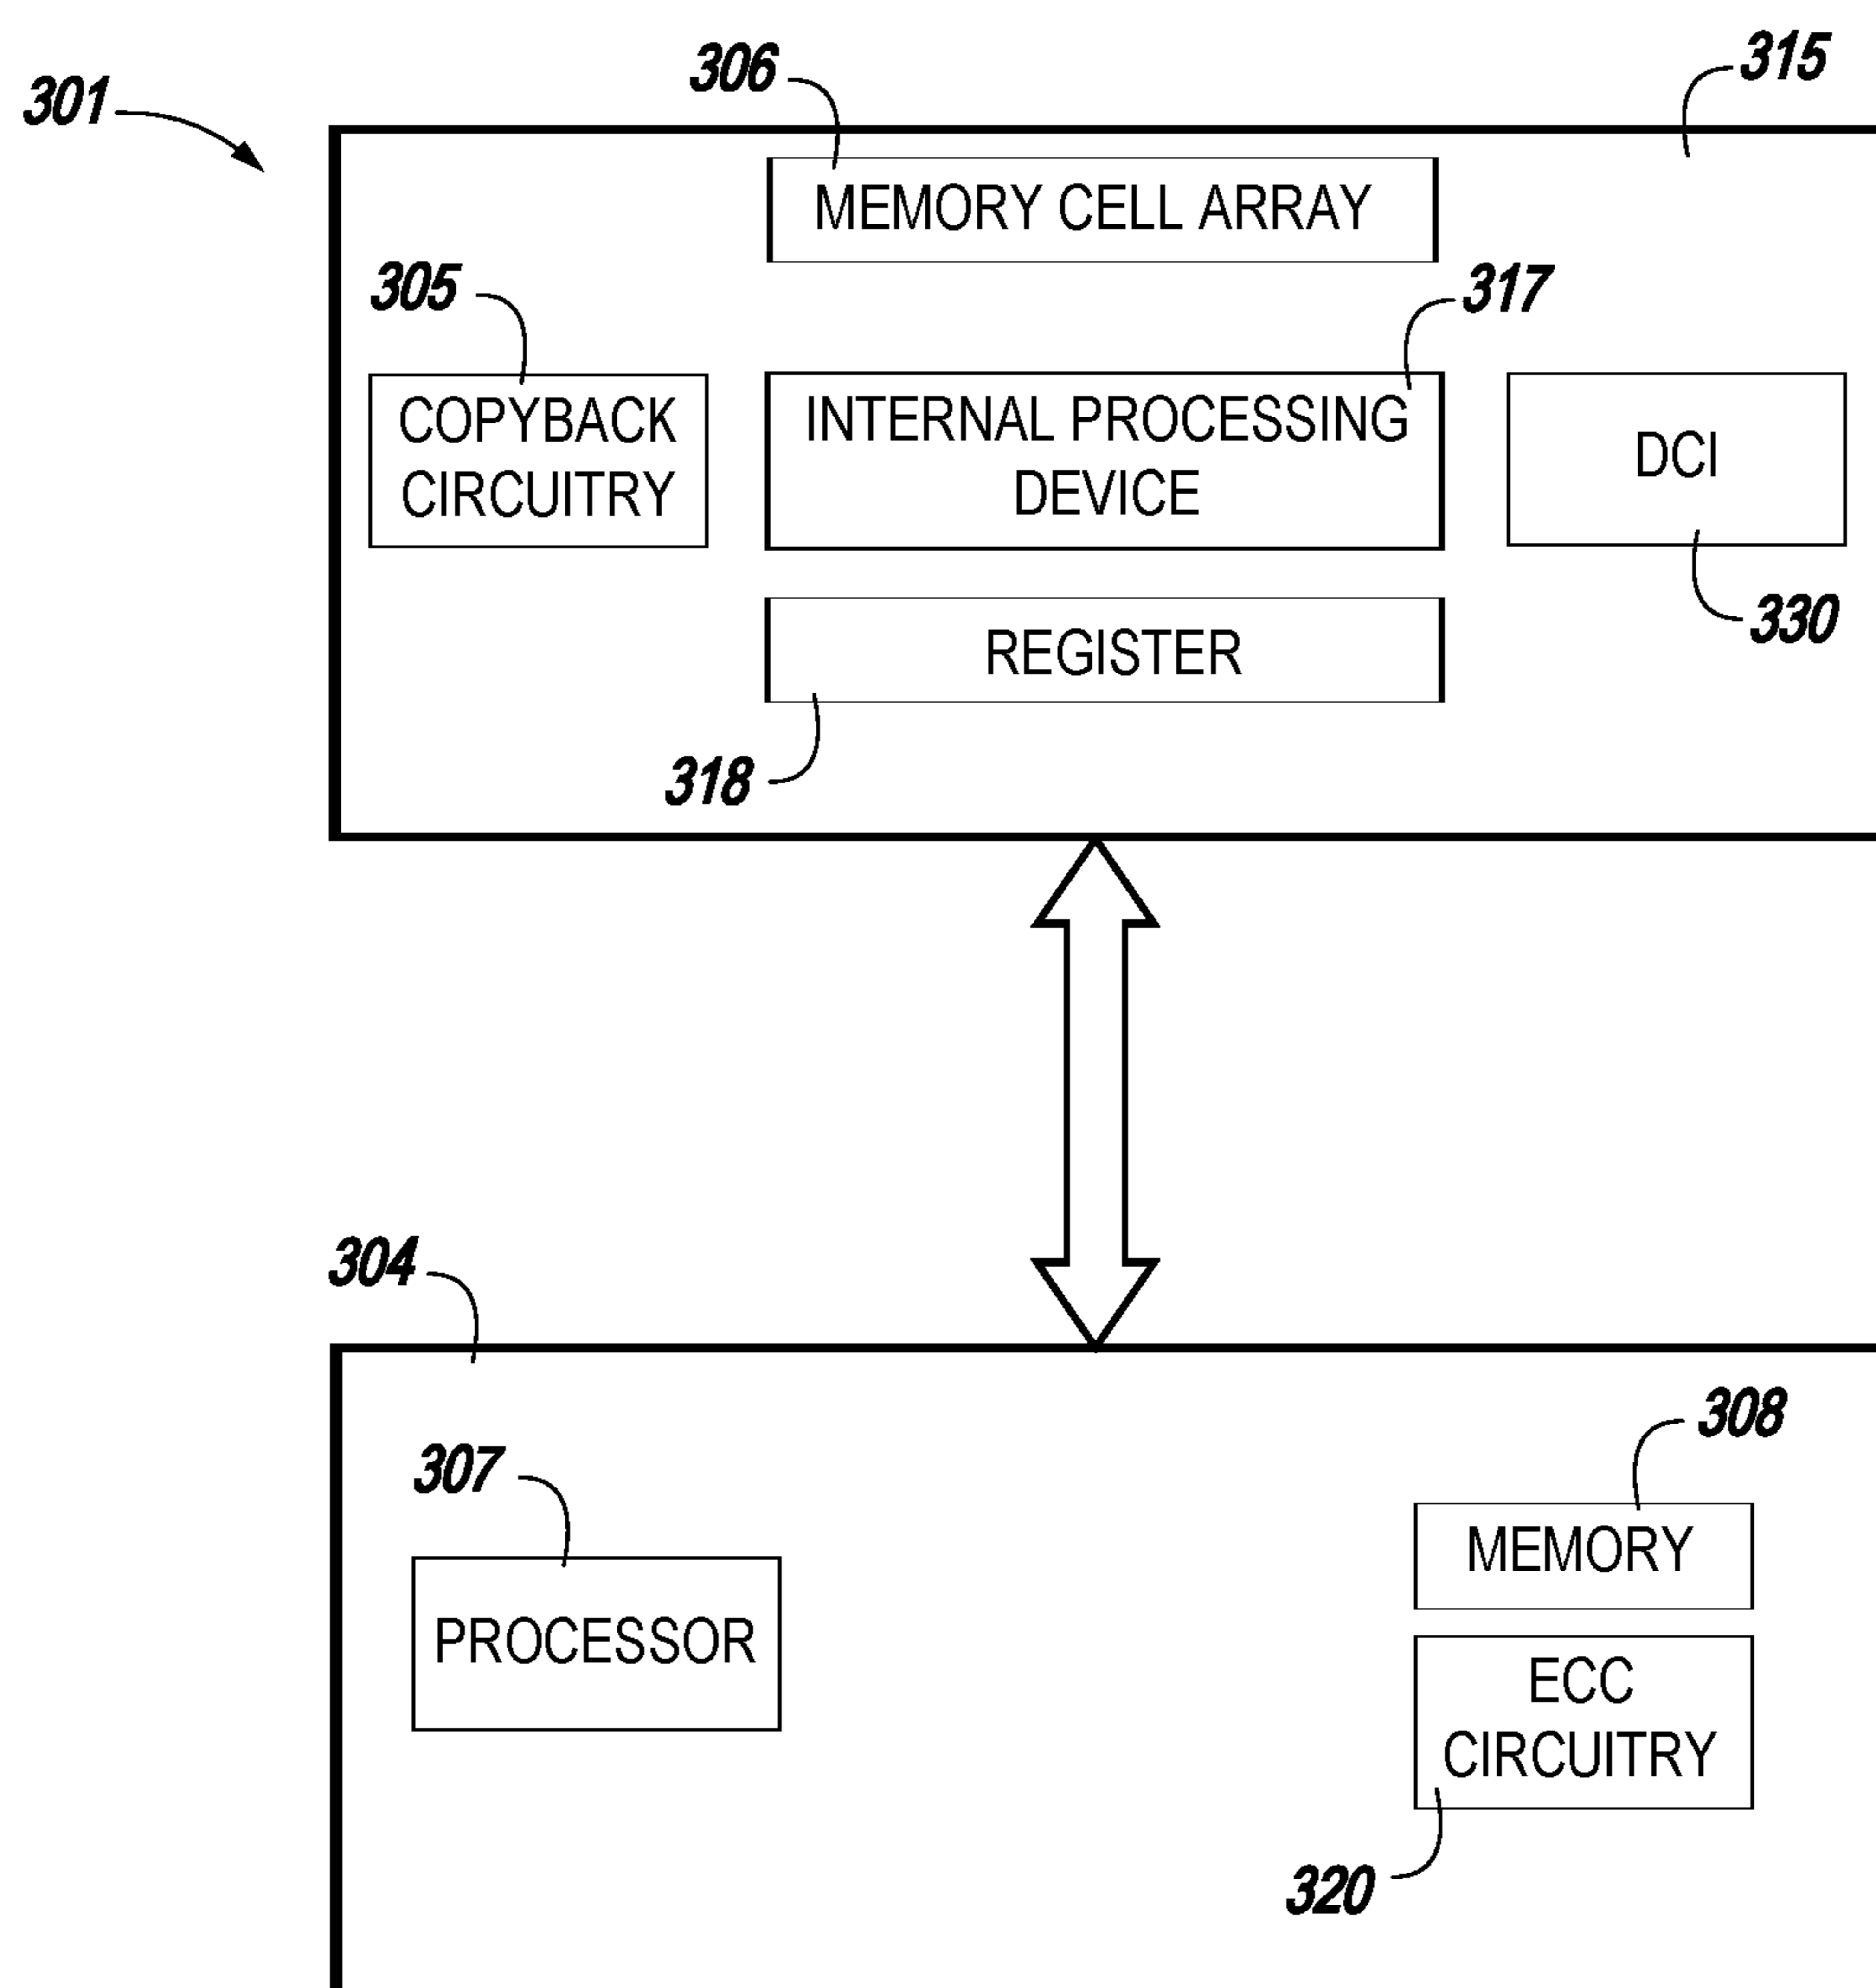 301
306
315
MEMORY CELL ARRAY
305
317
COPYBACK
CIRCUITRY
INTERNAL PROCESSING
DEVICE
DCI
330
REGISTER
318
304
308
307
MEMORY
PROCESSOR
ECC
CIRCUITRY
320